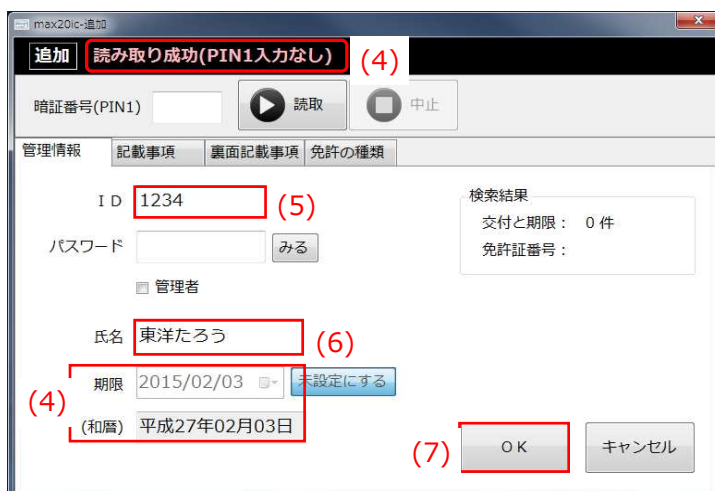 max20ic-追加
追加 読み取り成功(PIN1入力なし) (4)
暗証番号(PIN1) 読取 中止
管理情報 記載事項 裏面記載事項 免許の種類
ＩＤ 1234 (5)
検索結果
交付と期限： 0 件
免許証番号：
パスワード みる
管理者
氏名 東洋たろう (6)
(4) 期限 2015/02/03 未設定にする
(和暦) 平成27年02月03日
(7) ＯＫ キャンセル